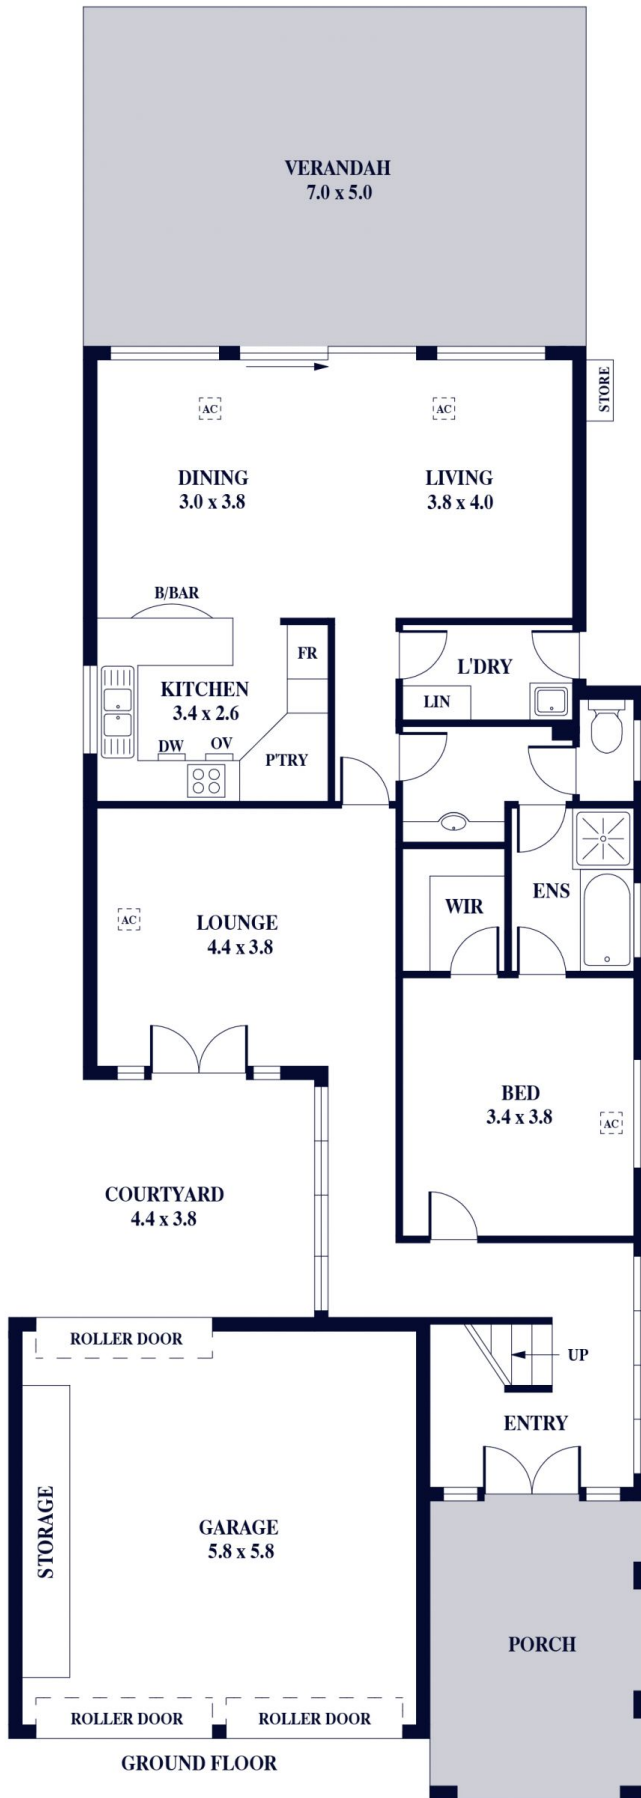 VERANDAH
7.0 x 5.0
STORE
AC
AC
DINING
3.0 x 3.8
LIVING
3.8 x 4.0
B/BAR
FR
L'DRY
KITCHEN
3.4 x 2.6
LIN
DW
OV
P'TRY
WIR
ENS
AC
LOUNGE
4.4 x 3.8
BED
3.4 x 3.8
AC
COURTYARD
4.4 x 3.8
ROLLER DOOR
UP
ENTRY
STORAGE
GARAGE
5.8 x 5.8
PORCH
ROLLER DOOR
ROLLER DOOR
GROUND FLOOR